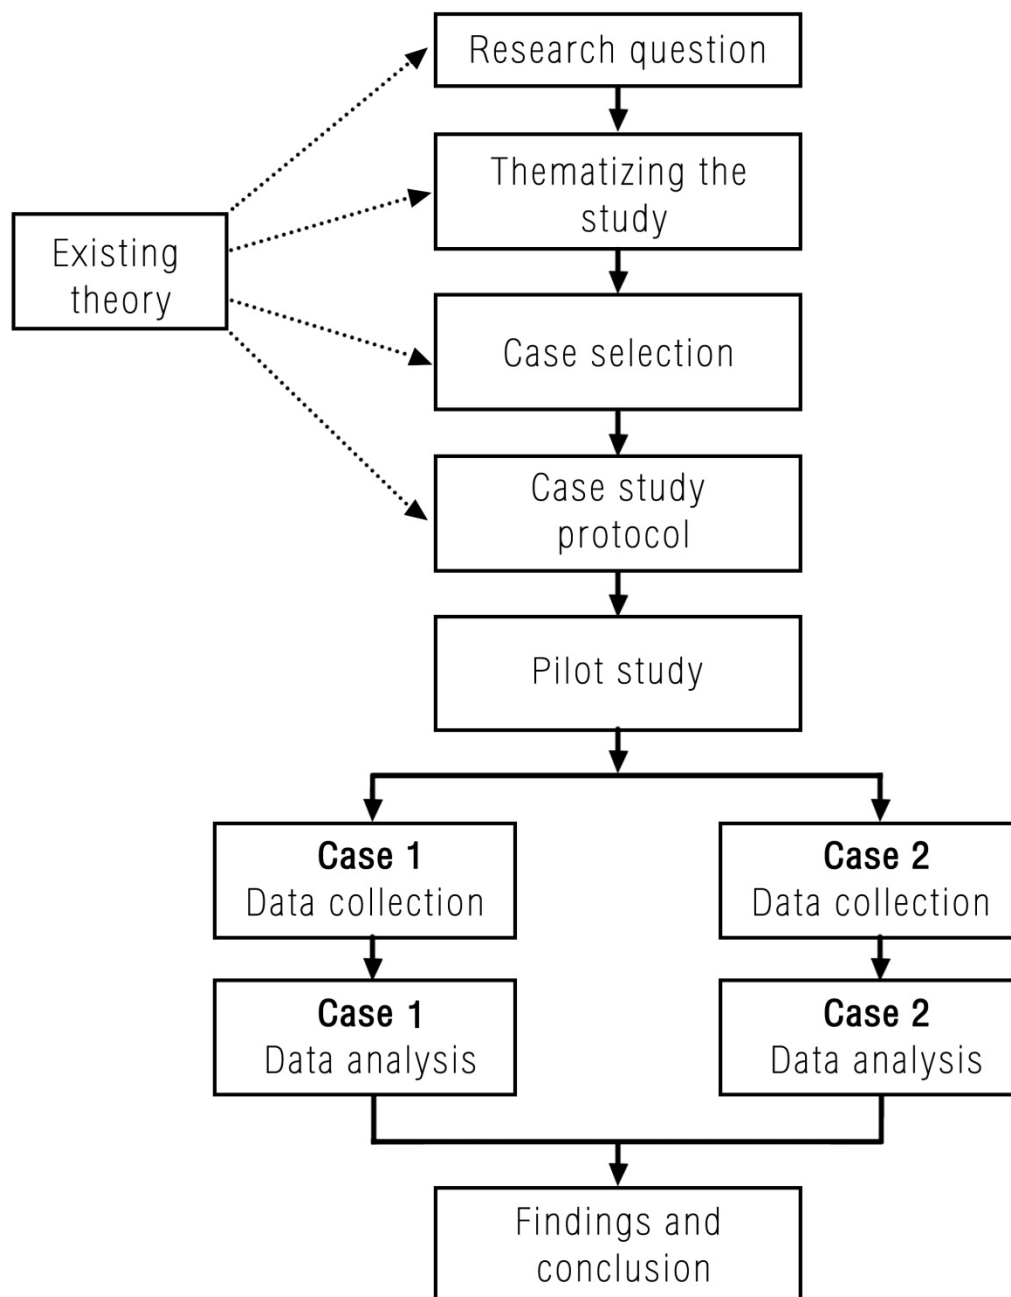 Research question
Thematizing the
study
Existing
theory
Case selection
Case study
protocol
Pilot study
Case 1
Data collection
Case 2
Data collection
Case 1
Data analysis
Case 2
Data analysis
Findings and
conclusion